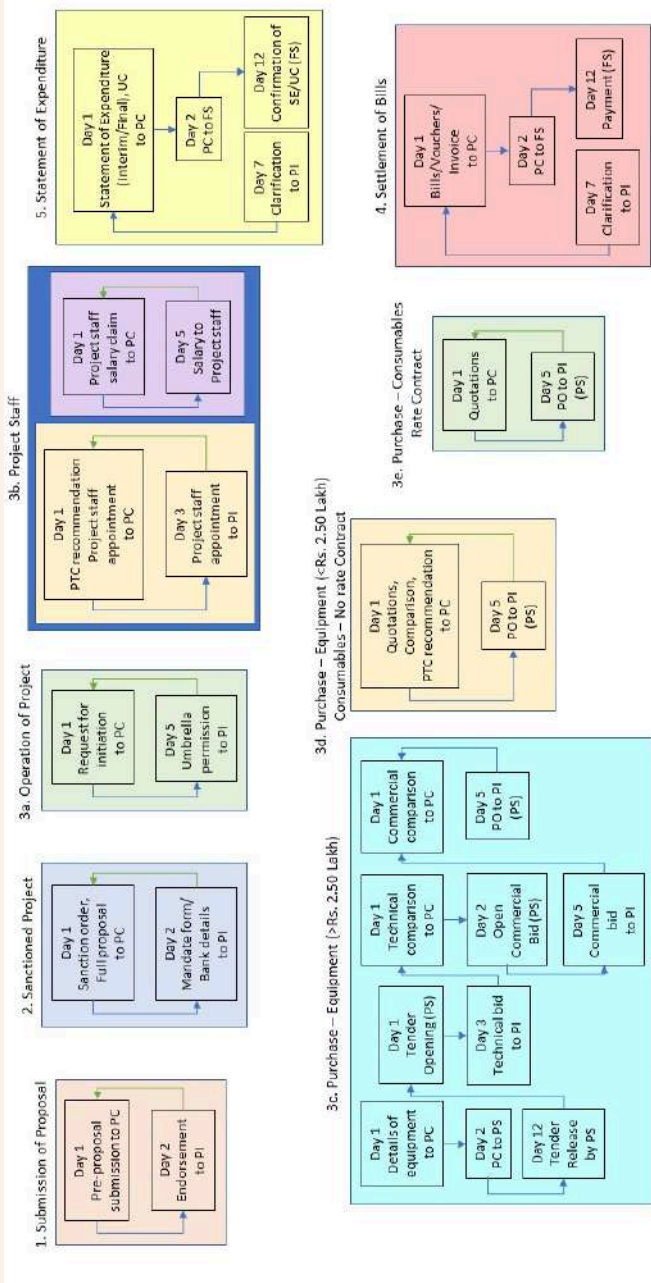 1. Submission of Proposal
Day 1
Pre-proposal
submission to PC
Day 2
Endorsement
to PI
2. Sanctioned Project
Day 1
Sanction order,
Full proposal
to PC
Day 2
Mandate form/
Bank details
to PI
3a. Operation of Project
Day 1
Request for
initiation
to PC
Day 5
Umbrella
permission
to PI
3b. Project Staff
Day 1
PTC recommendation
Project staff
appointment
to PC
Day 3
Project staff
appointment
to PI
Day 1
Project staff
salary claim
to PC
Day 5
Salary to
Project staff
5. Statement of Expenditure
Day 1
Statement of Expenditure
(Interim/Final), UC
to PC
Day 2
PC to FS
Day 7
Clarification
to PI
Day 12
Confirmation of
SE/UC (FS)
3c. Purchase – Equipment (>Rs. 2.50 Lakh)
Day 1
Details of
equipment
to PC
Day 2
PC to PS
Day 12
Tender
Release
by PS
Day 1
Tender
Opening (PS)
Day 3
Technical bid
to PI
Day 1
Technical
comparison
to PC
Day 2
Open
Commercial
Bid (PS)
Day 5
Commercial
bid
to PI
Day 1
Commercial
comparison
to PC
Day 5
PO to PI
(PS)
3d. Purchase – Equipment (<Rs. 2.50 Lakh)
Consumables – No rate Contract
Day 1
Quotations,
Comparison,
PTC recommendation
to PC
Day 5
PO to PI
(PS)
3e. Purchase – Consumables
Rate Contract
Day 1
Quotations
to PC
Day 5
PO to PI
(PS)
4. Settlement of Bills
Day 1
Bills/Vouchers/
Invoice
to PC
Day 2
PC to FS
Day 7
Clarification
to PI
Day 12
Payment (FS)